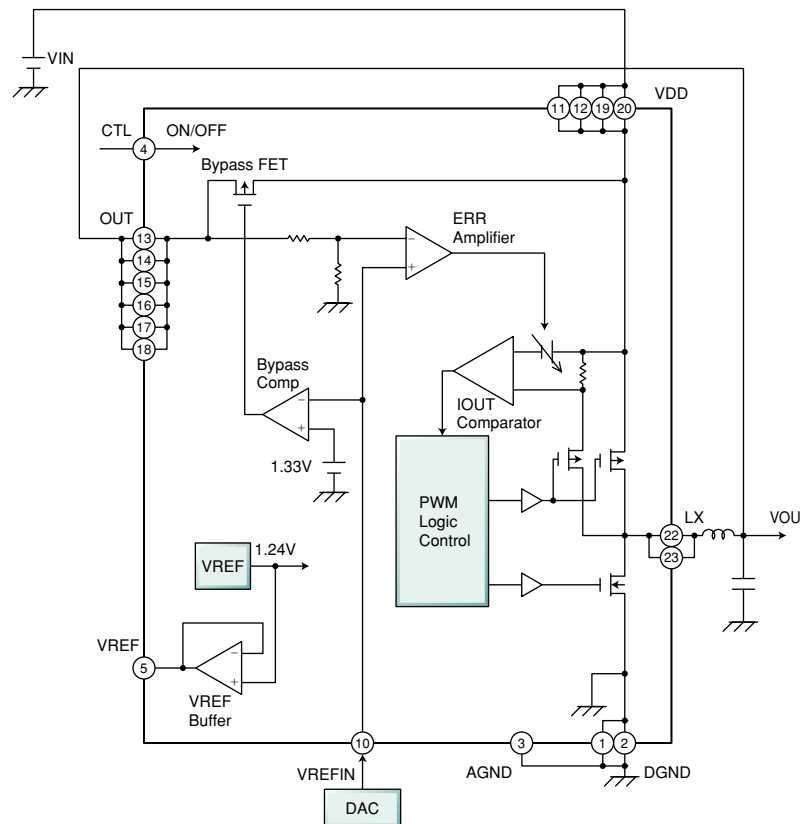 VIN
VDD
11 12 19 20
CTL
ON/OFF
4
Bypass FET
OUT
13
14
15
16
17
18
ERR
Amplifier
−
+
Bypass
Comp
−
+
1.33V
IOUT
Comparator
PWM
Logic
Control
LX
22
23
VOU
VREF
1.24V
VREF
5
−
+
VREF
Buffer
10
3
1
2
VREFIN
AGND
DGND
DAC